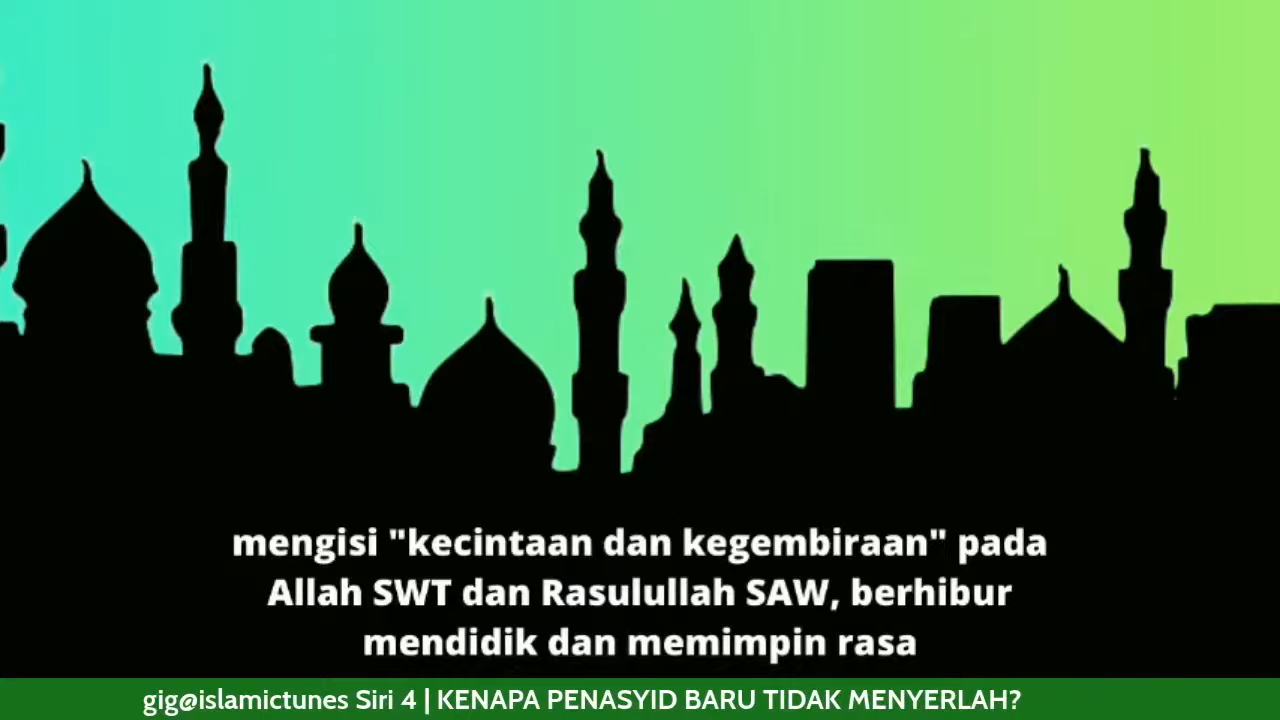 mengisi "kecintaan dan kegembiraan" pada
Allah SWT dan Rasulullah SAW, berhibur
mendidik dan memimpin rasa
gig@islamictunes Siri 4 | KENAPA PENASYID BARU TIDAK MENYERLAH?